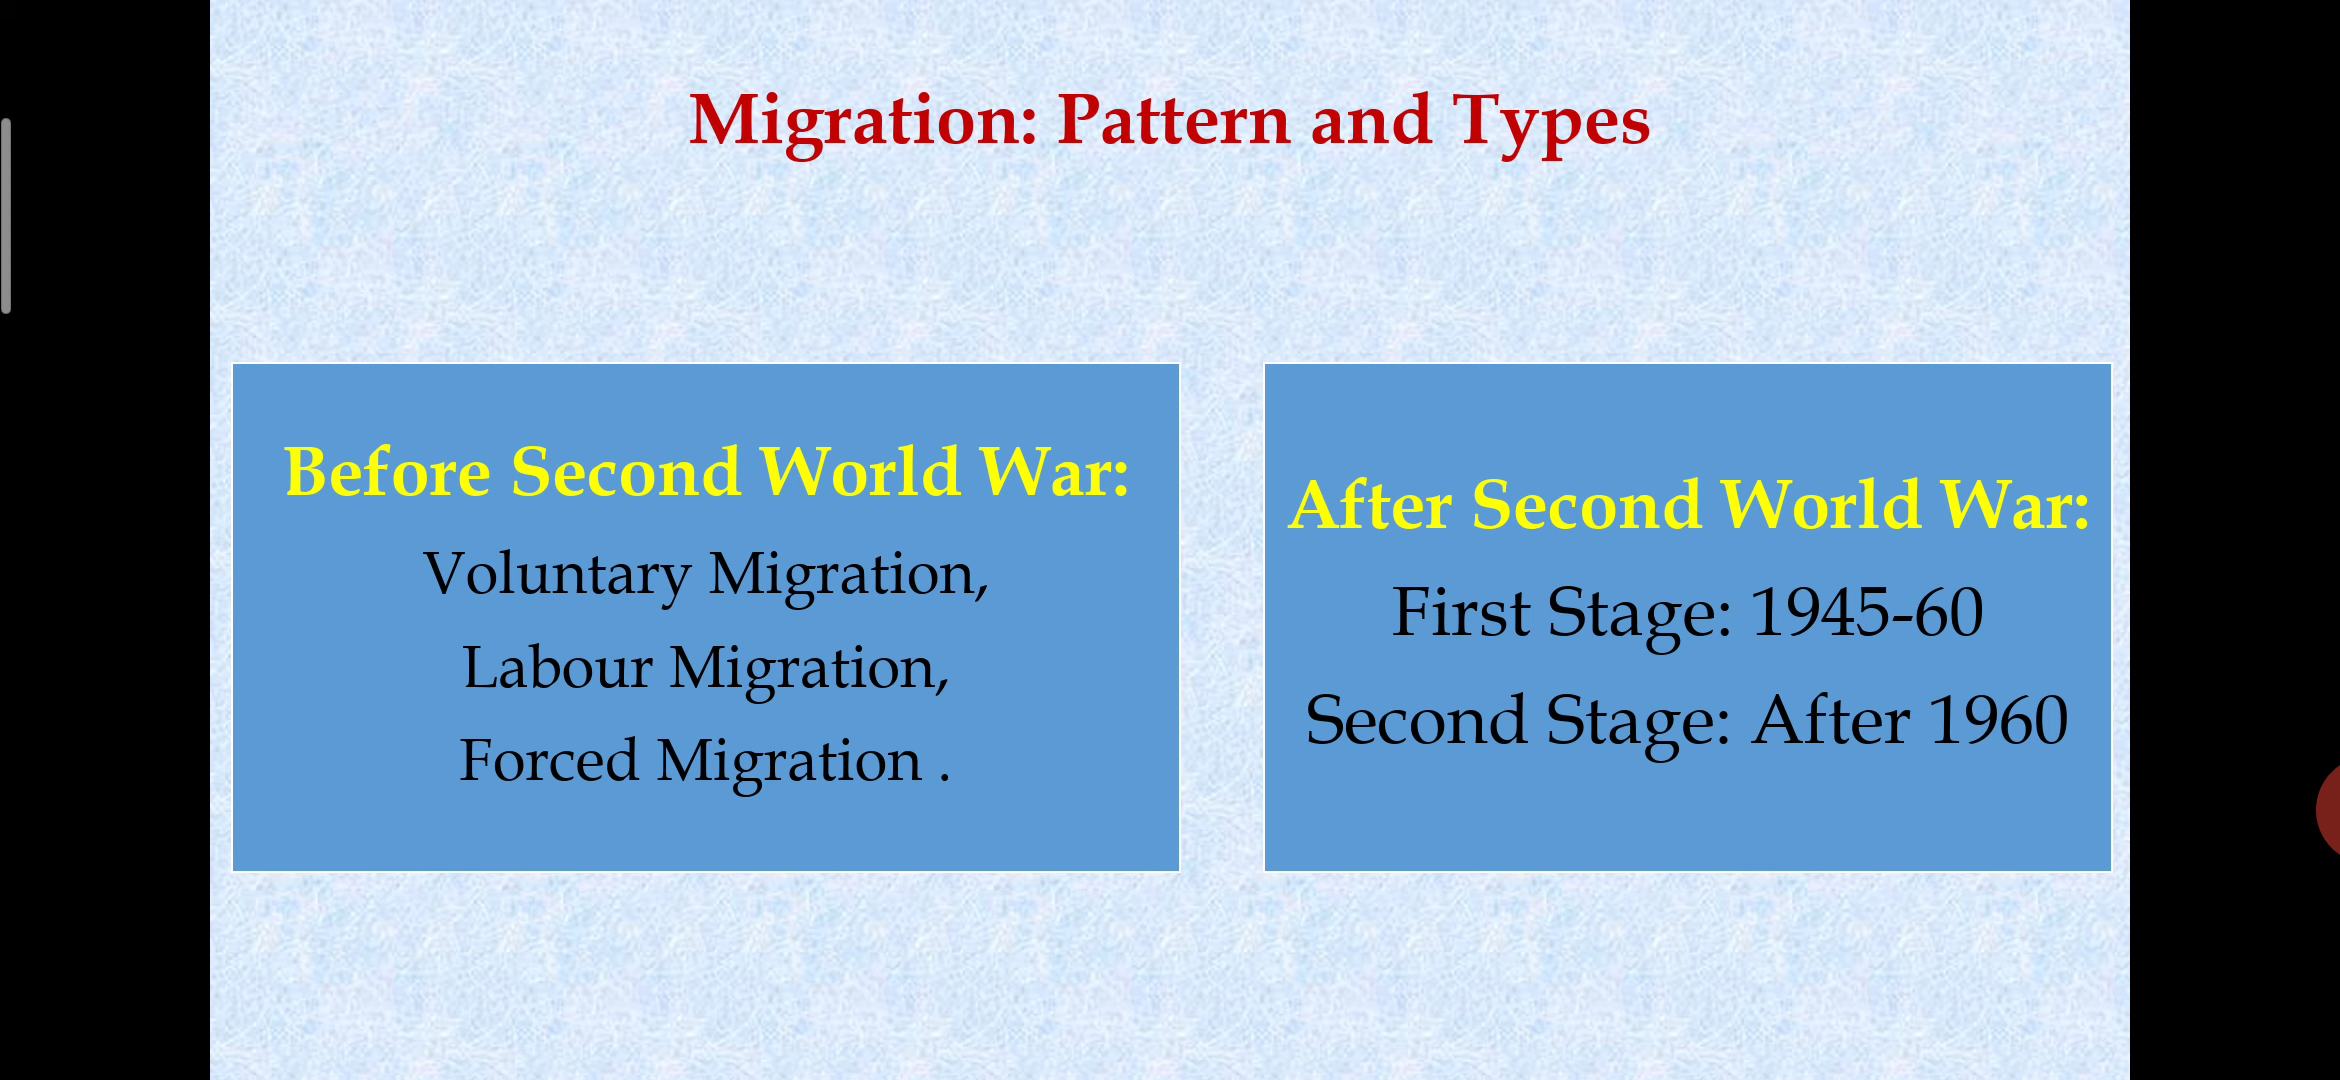 Migration: Pattern and Types
Before Second World War:
Voluntary Migration,
Labour Migration,
Forced Migration .
After Second World War:
First Stage: 1945-60
Second Stage: After 1960